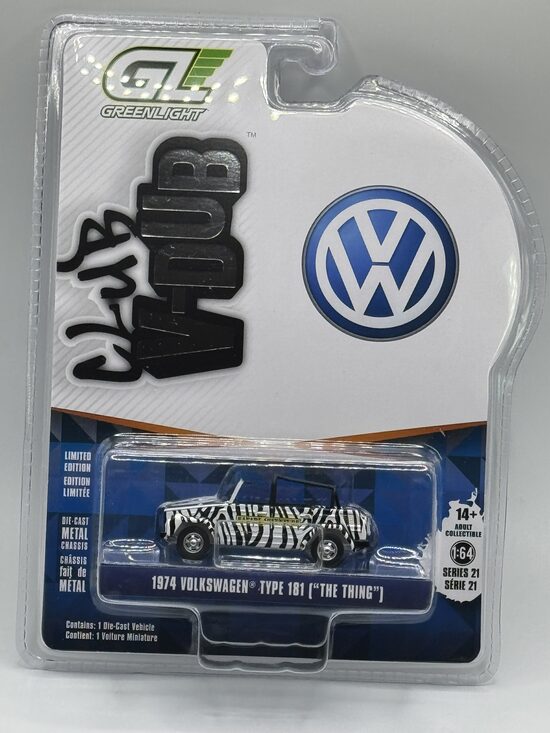 GL
GREENLIGHT
Club
V-DUB
™
LIMITED
EDITION
EDITION
LIMITÉE
DIE-CAST
METAL
CHASSIS
CHÂSSIS
fait de
MÉTAL
14+
ADULT
COLLECTIBLE
1:64
SERIES 21
SÉRIE 21
1974 VOLKSWAGEN® TYPE 181 ("THE THING")
Contains: 1 Die-Cast Vehicle
Contient: 1 Voiture Miniature